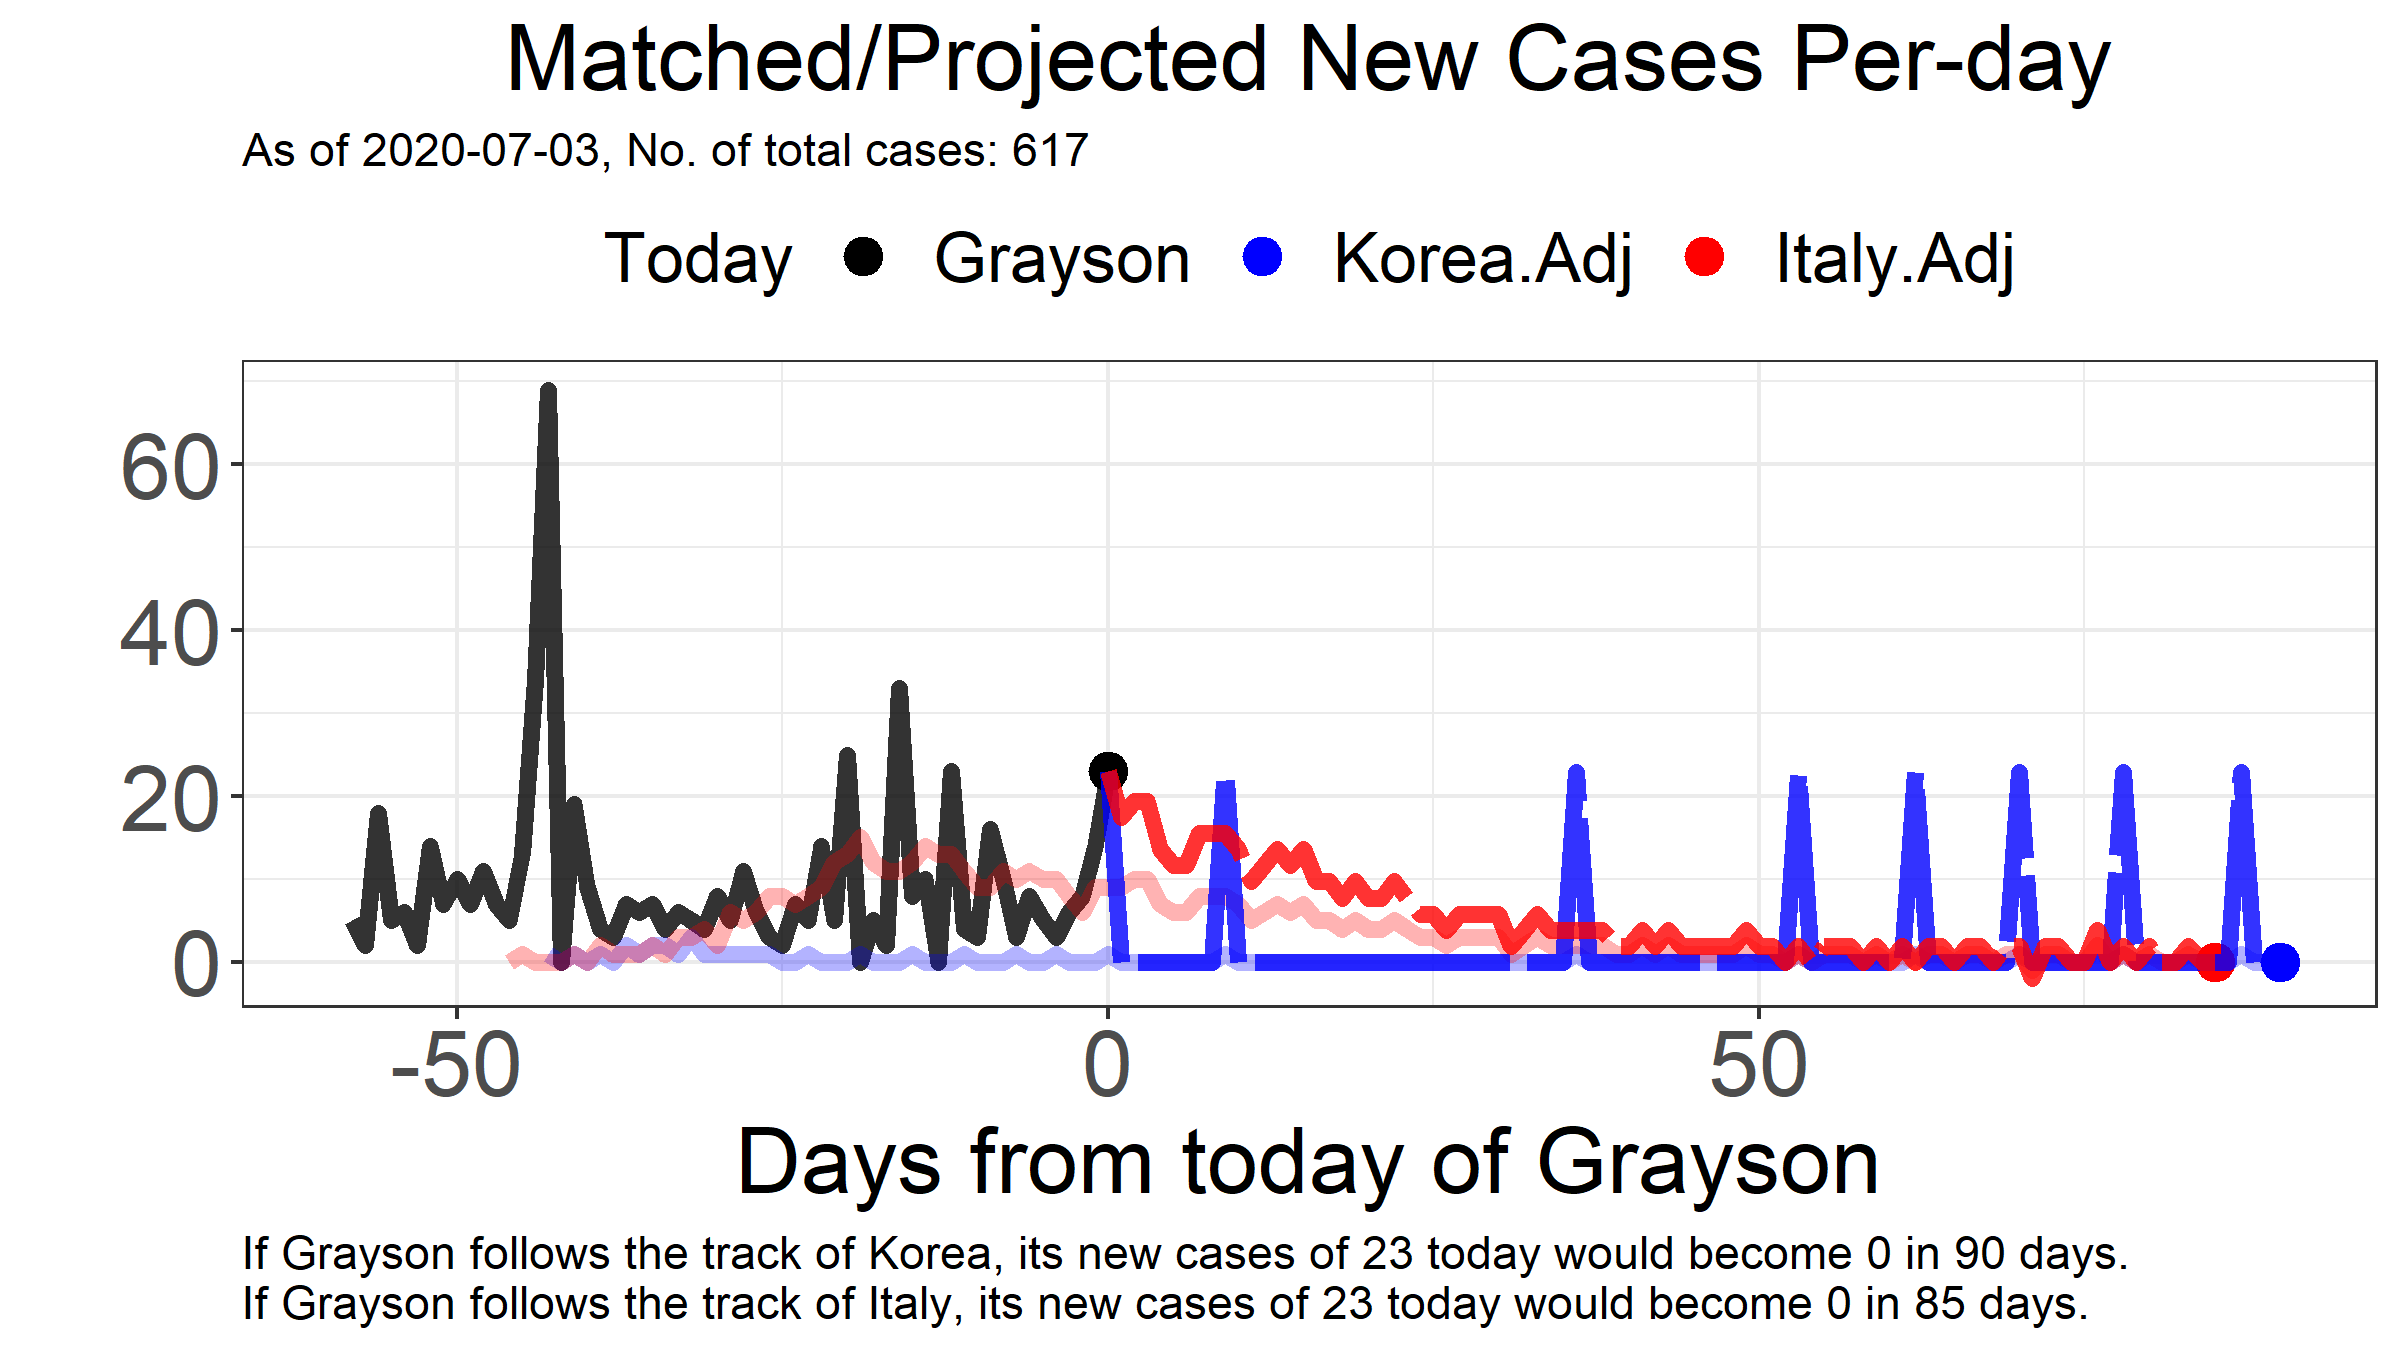 Matched/Projected New Cases Per-day
As of 2020-07-03, No. of total cases: 617
Today Grayson Korea.Adj Italy.Adj
60
40
20
0
-50 0 50
Days from today of Grayson
If Grayson follows the track of Korea, its new cases of 23 today would become 0 in 90 days.
If Grayson follows the track of Italy, its new cases of 23 today would become 0 in 85 days.